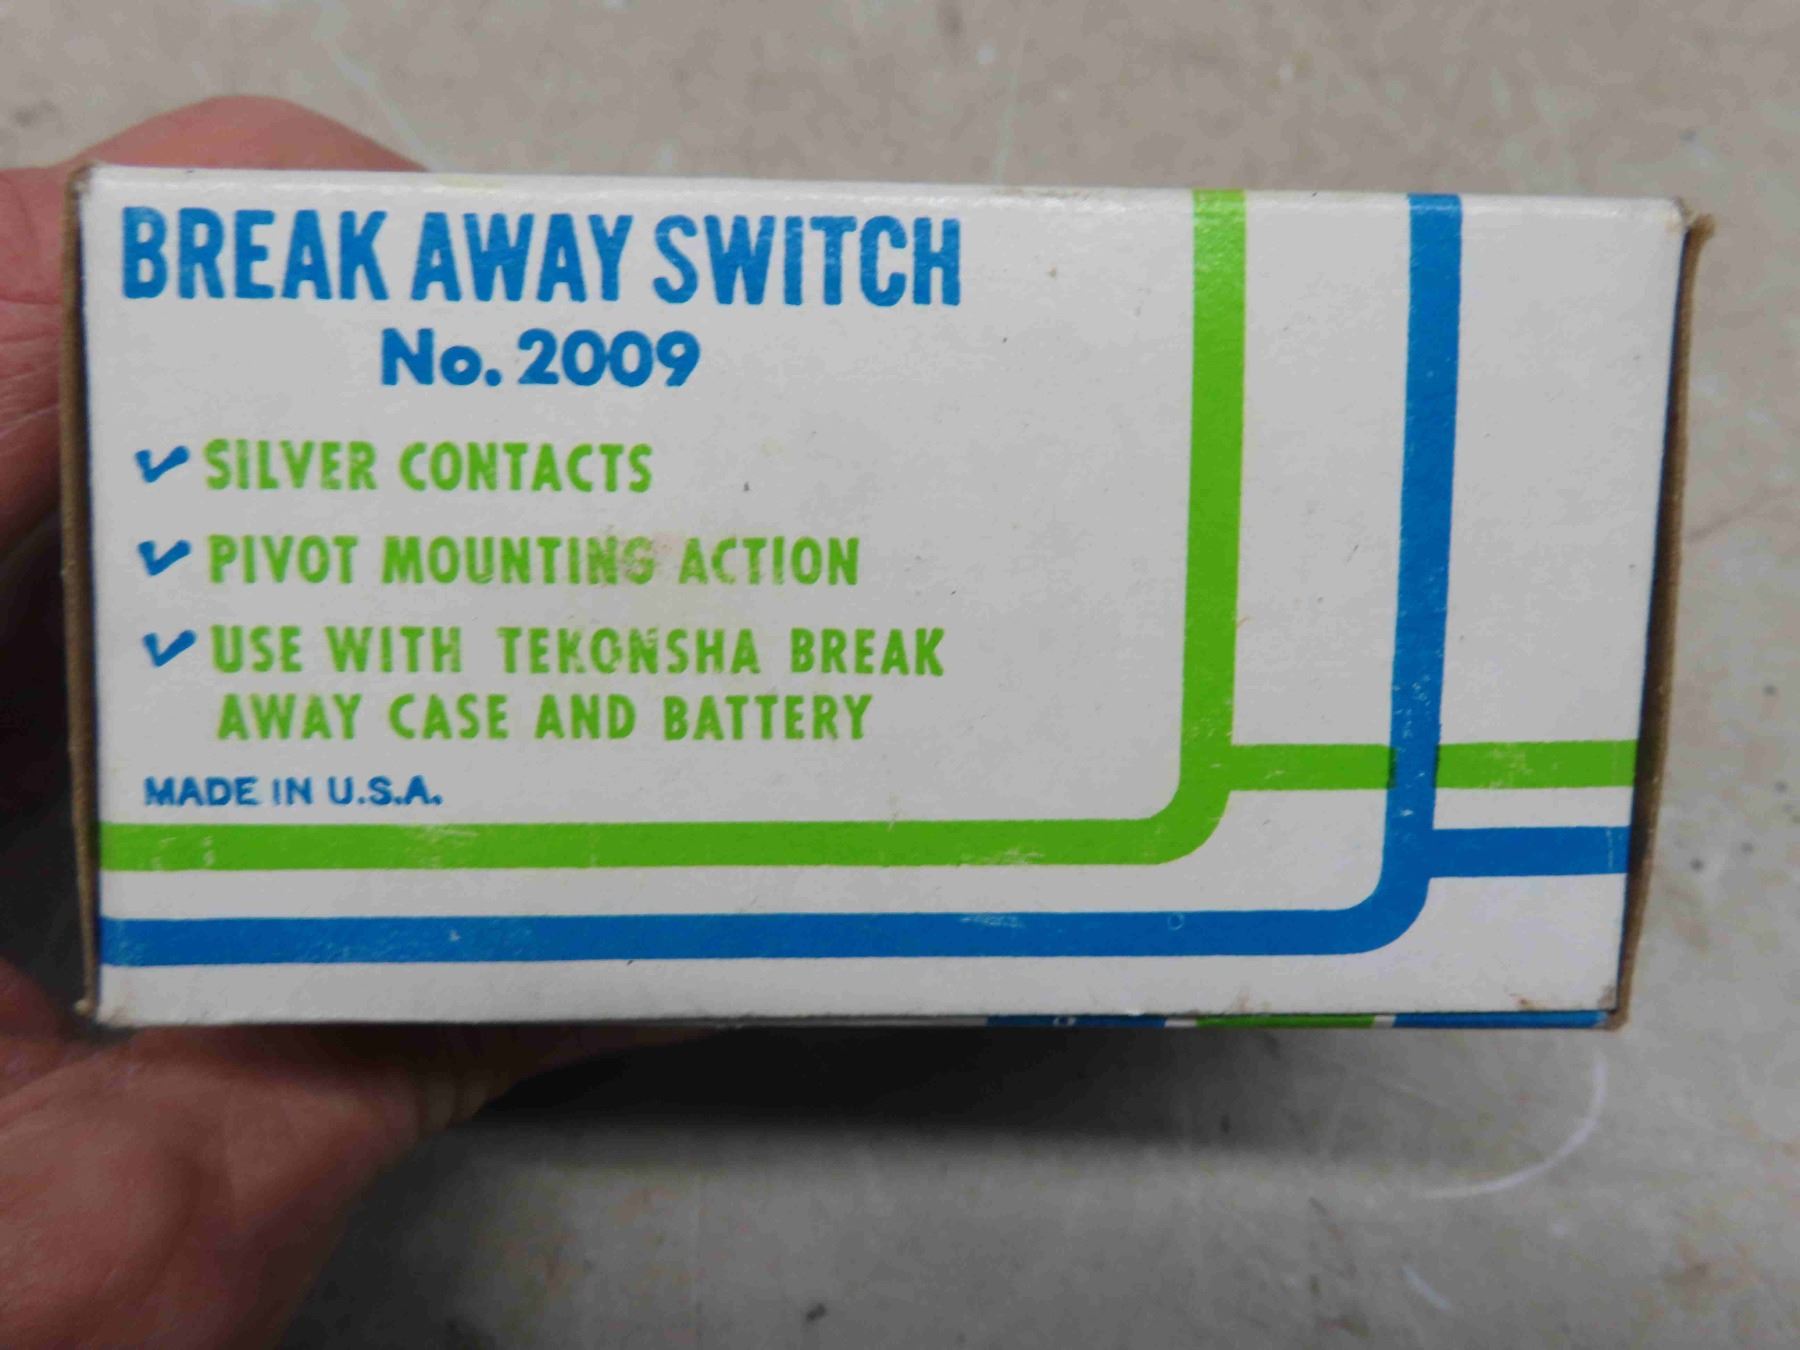 BREAK AWAY SWITCH
No. 2009
✓ SILVER CONTACTS
✓ PIVOT MOUNTING ACTION
✓ USE WITH TEKONSHA BREAK
AWAY CASE AND BATTERY
MADE IN U.S.A.